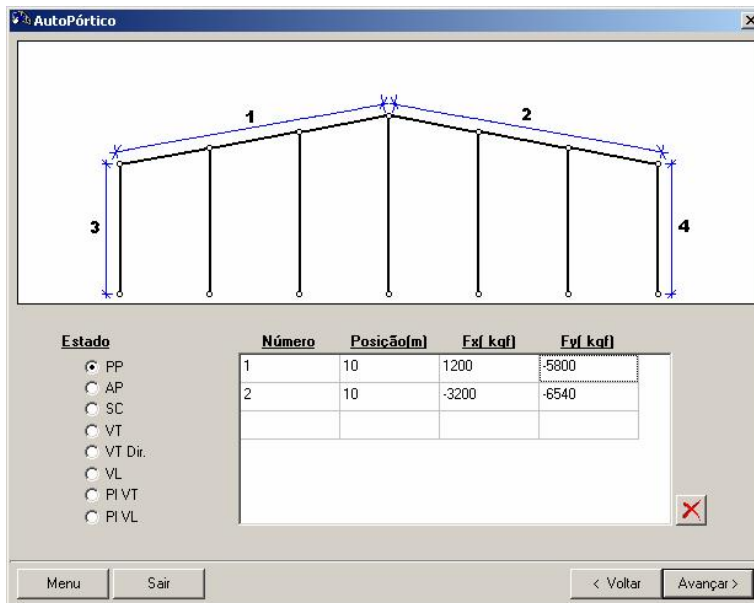 AutoPórtico
1 2
3 4
Estado
PP
AP
SC
VT
VT Dir.
VL
PI VT
PI VL
Número Posição(m) Fx( kgf) Fy( kgf)
1 10 1200 -5800
2 10 -3200 -6540
Menu Sair < Voltar Avançar >